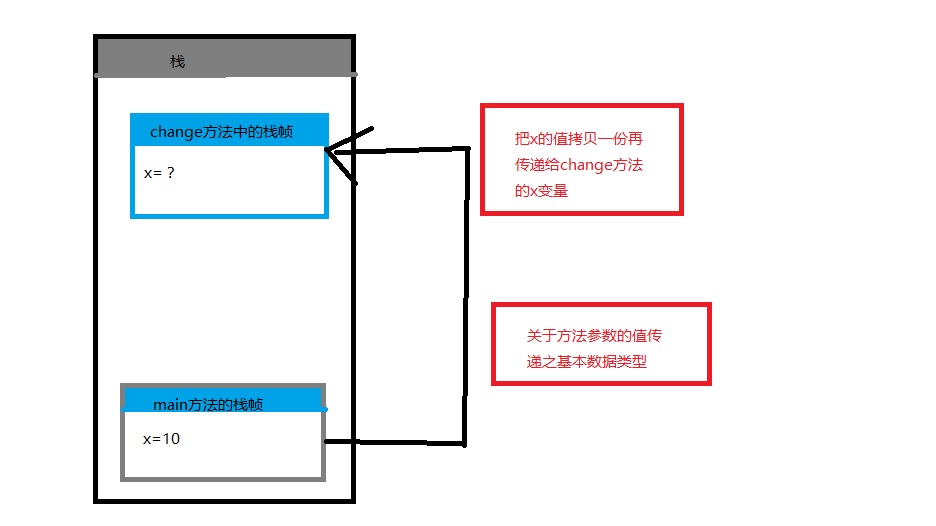 栈
change方法中的栈帧
x= ?
把x的值拷贝一份再
传递给change方法
的x变量
关于方法参数的值传
递之基本数据类型
main方法的栈帧
x=10